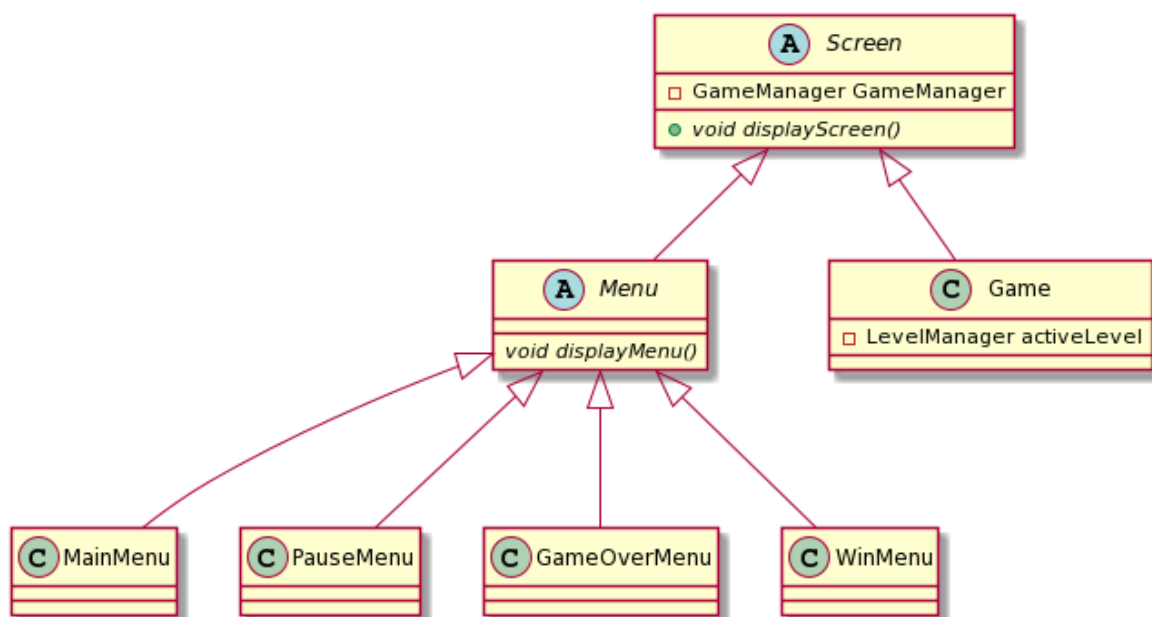 A Screen
GameManager GameManager
void displayScreen()
A Menu
void displayMenu()
C Game
LevelManager activeLevel
C MainMenu
C PauseMenu
C GameOverMenu
C WinMenu